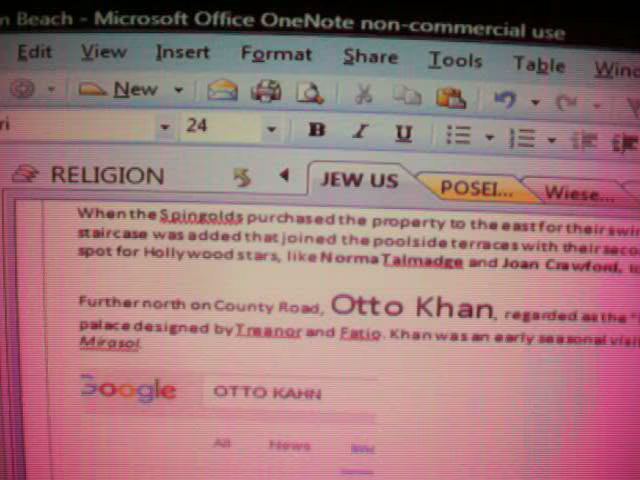 n Beach - Microsoft Office OneNote non-commercial use
Edit View Insert Format Share Tools Table
New
24 B I U
RELIGION JEW US POSEI... Wiese...
When the Spingolds purchased the property to the east for their
staircase was added that joined the poolside terraces with their
spot for Hollywood stars, like Norma Talmadge and Joan Crawford,
Further north on County Road, Otto Khan, regarded as the
palace designed by Treanor and Fatio. Khan was an early seasonal
Mirasol.
Google OTTO KAHN
All News